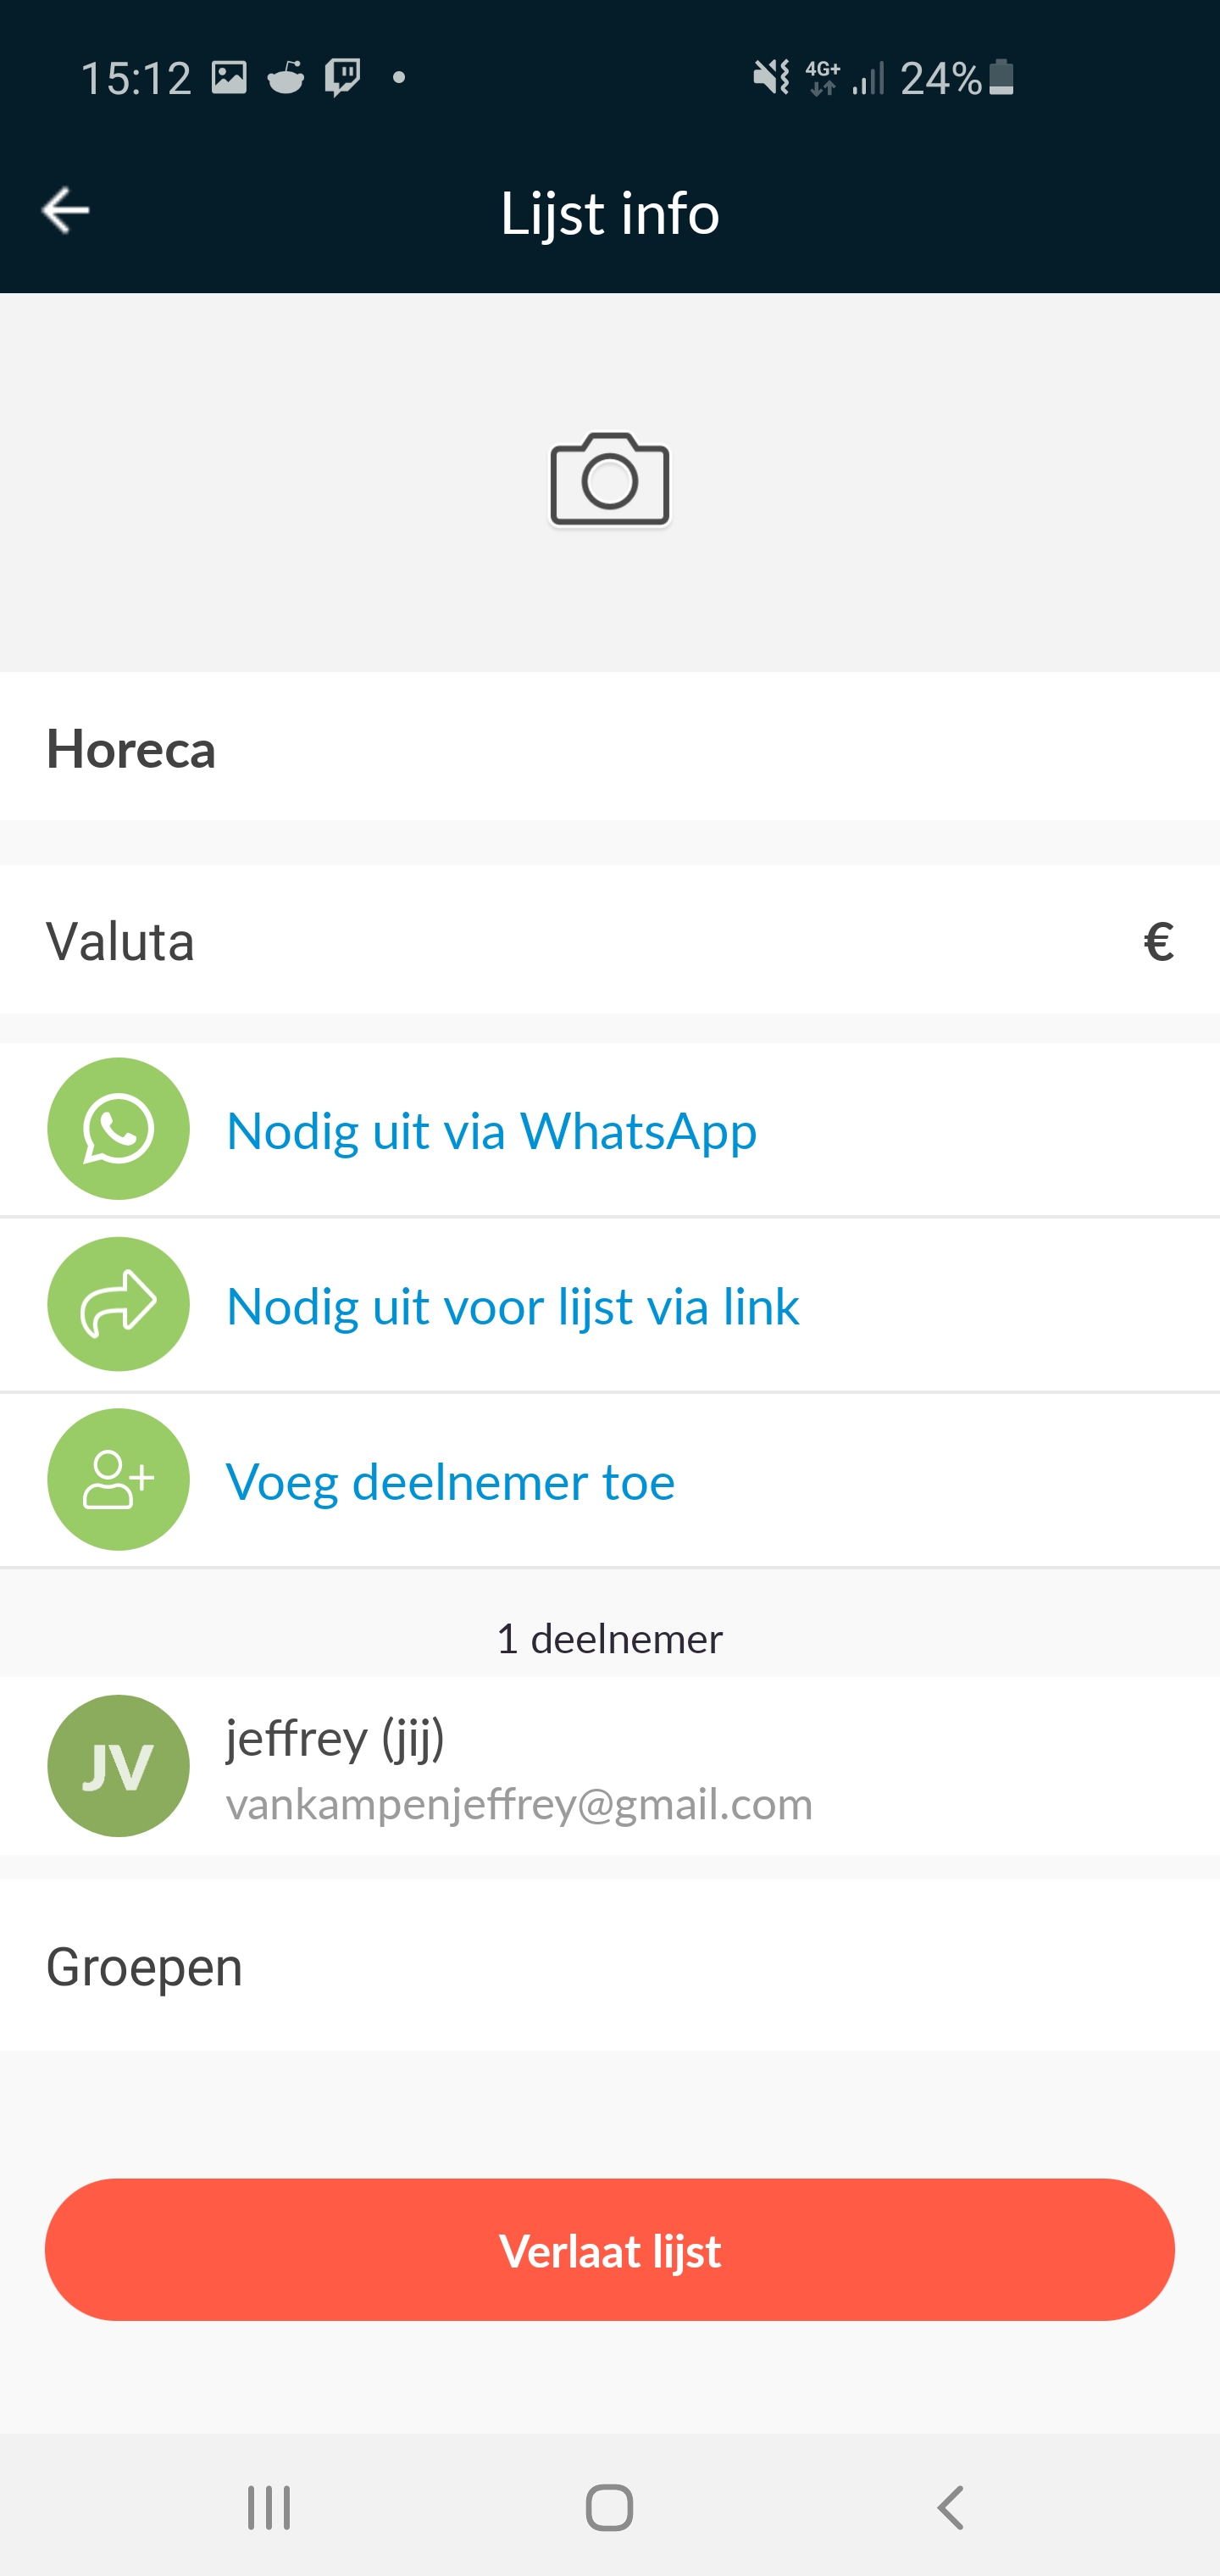 15:12
4G+
24%
Lijst info
Horeca
Valuta
€
Nodig uit via WhatsApp
Nodig uit voor lijst via link
Voeg deelnemer toe
1 deelnemer
JV
jeffrey (jij)
vankampenjeffrey@gmail.com
Groepen
Verlaat lijst